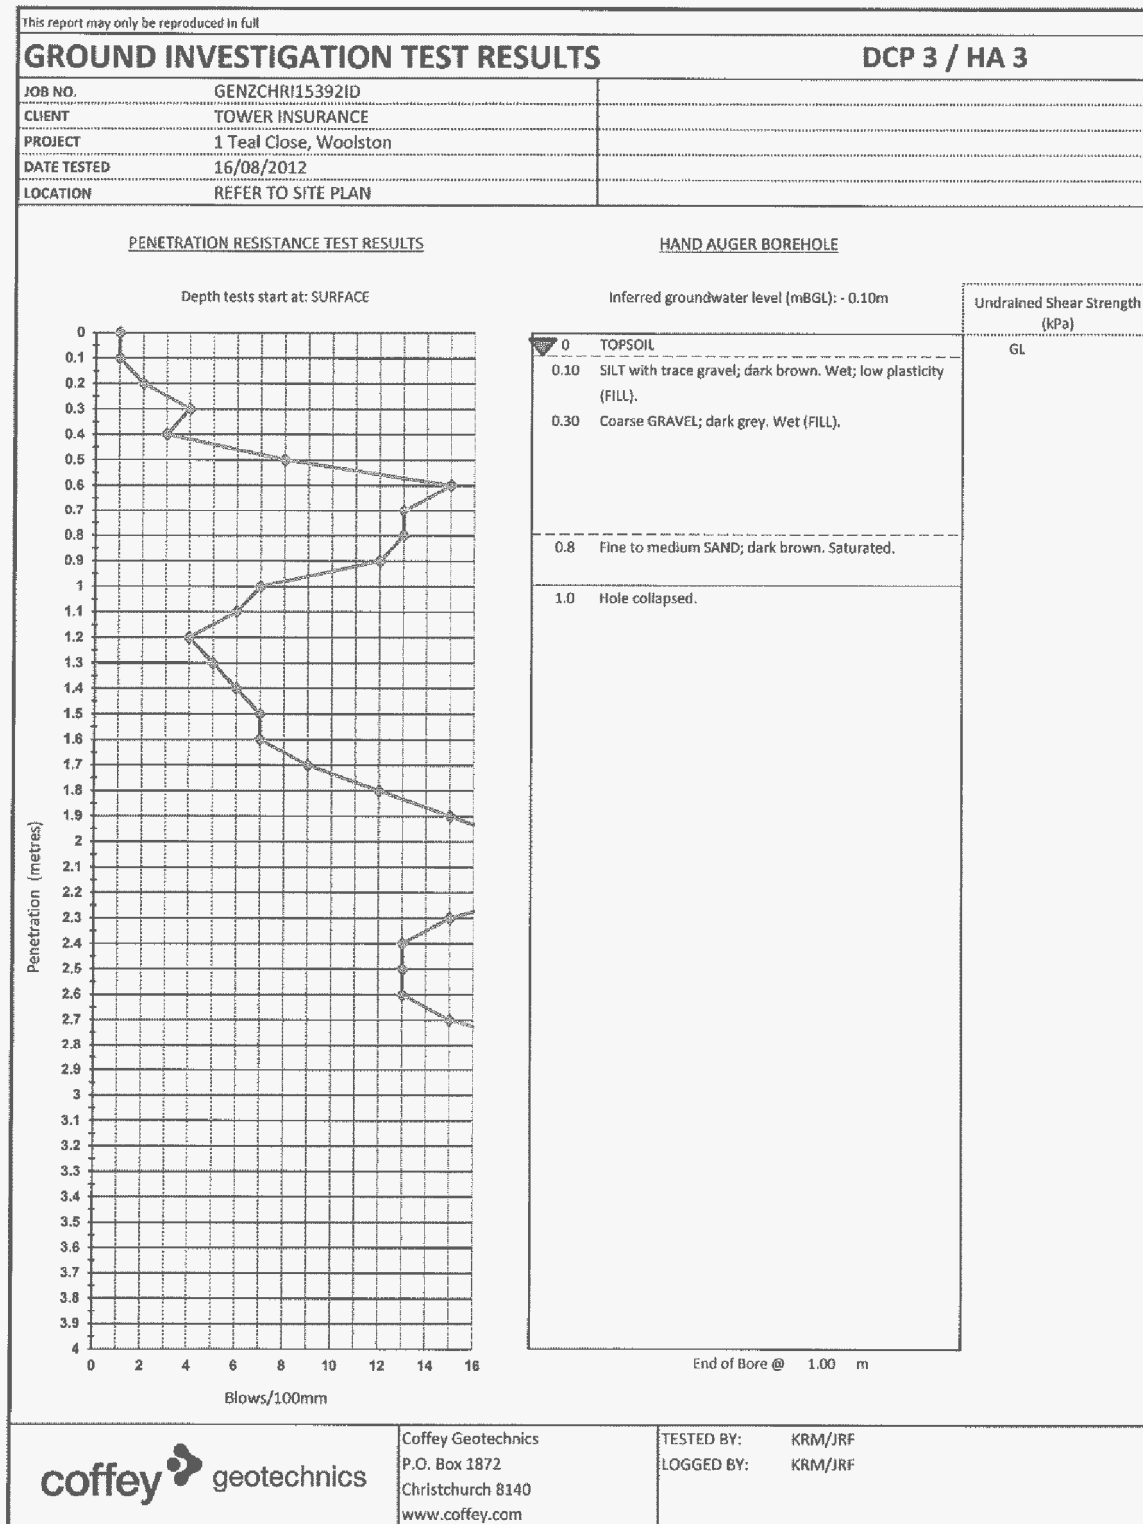 This report may only be reproduced in full
GROUND INVESTIGATION TEST RESULTS DCP 3 / HA 3
JOB NO. GENZCHRI15392ID
CLIENT TOWER INSURANCE
PROJECT 1 Teal Close, Woolston
DATE TESTED 16/08/2012
LOCATION REFER TO SITE PLAN
PENETRATION RESISTANCE TEST RESULTS
HAND AUGER BOREHOLE
Depth tests start at: SURFACE
Inferred groundwater level (mBGL): - 0.10m
Undrained Shear Strength
(kPa)
GL
0
0.1
0.2
0.3
0.4
0.5
0.6
0.7
0.8
0.9
1
1.1
1.2
1.3
1.4
1.5
1.6
1.7
1.8
1.9
2
2.1
2.2
2.3
2.4
2.5
2.6
2.7
2.8
2.9
3
3.1
3.2
3.3
3.4
3.5
3.6
3.7
3.8
3.9
4
Penetration (metres)
0 2 4 6 8 10 12 14 16
Blows/100mm
0 TOPSOIL
0.10 SILT with trace gravel; dark brown. Wet; low plasticity
(FILL).
0.30 Coarse GRAVEL; dark grey. Wet (FILL).
0.8 Fine to medium SAND; dark brown. Saturated.
1.0 Hole collapsed.
End of Bore @ 1.00 m
coffey geotechnics
Coffey Geotechnics
P.O. Box 1872
Christchurch 8140
www.coffey.com
TESTED BY: KRM/JRF
LOGGED BY: KRM/JRF